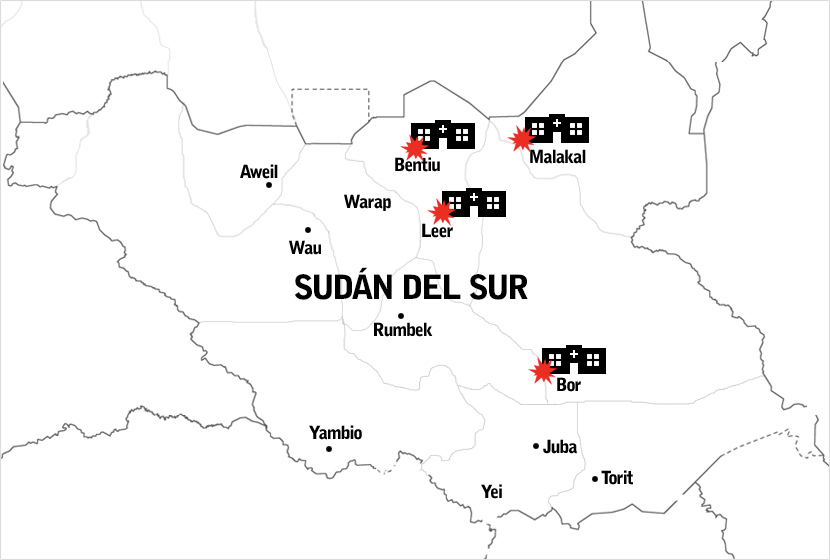 Bentiu
Malakal
Aweil
Warap
Leer
Wau
SUDÁN DEL SUR
Rumbek
Bor
Yambio
Juba
Torit
Yei